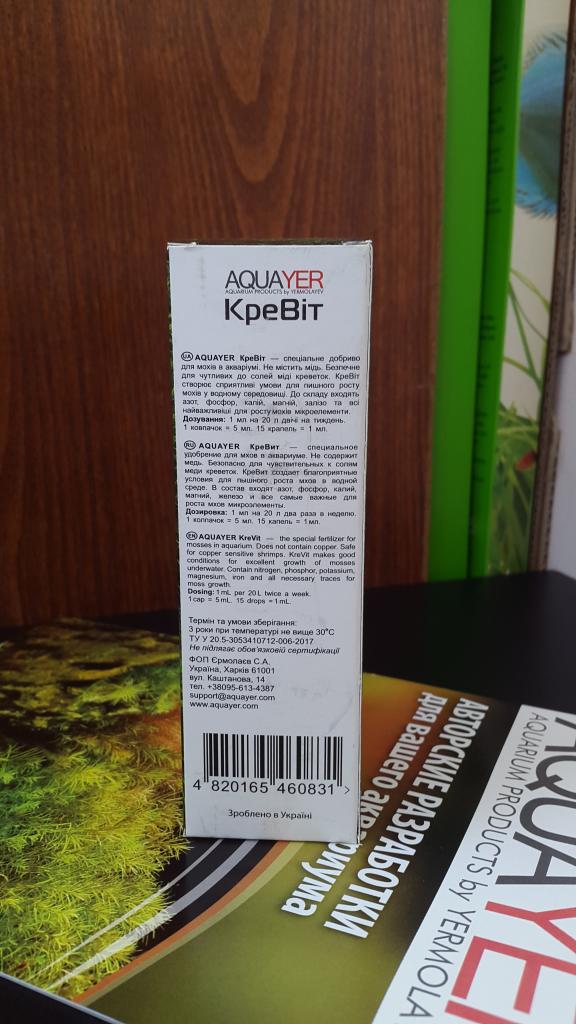 AQUAYER
AQUARIUM PRODUCTS by YERMOLAYEV
КреВіт
UA AQUAYER КреВіт — спеціальне добриво
для мохів в акваріумі. Не містить мідь. Безпечне
для чутливих до солей міді креветок. КреВіт
створює сприятливі умови для пишного росту
мохів у водному середовищі. До складу входять
азот, фосфор, калій, магній, залізо та всі
найважливіші для росту мохів мікроелементи.
Дозування: 1 мл на 20 л двічі на тиждень.
1 ковпачок = 5 мл. 15 крапель = 1 мл.
RU AQUAYER КреВит — специальное
удобрение для мхов в аквариуме. Не содержит
медь. Безопасно для чувствительных к солям
меди креветок. КреВит создает благоприятные
условия для пышного роста мхов в водной
среде. В состав входят азот, фосфор, калий,
магний, железо и все самые важные для
роста мхов микроэлементы.
Дозировка: 1 мл на 20 л два раза в неделю.
1 колпачок = 5 мл. 15 капель = 1 мл.
EN AQUAYER KreVit — the special fertilizer for
mosses in aquarium. Does not contain copper. Safe
for copper sensitive shrimps. KreVit makes good
conditions for excellent growth of mosses
underwater. Contain nitrogen, phosphor, potassium,
magnesium, iron and all necessary traces for
moss growth.
Dosing: 1 mL per 20 L twice a week.
1 cap = 5 mL. 15 drops = 1 mL.
Термін та умови зберігання:
3 роки при температурі не вище 30°C
ТУ У 20.5-3053410712-006-2017
Не підлягає обов'язковій сертифікації
ФОП Єрмолаєв С.А.
Україна, Харків 61001
вул. Каштанова, 14
тел. +38095-613-4387
support@aquayer.com
www.aquayer.com
4 820165 460831 >
Зроблено в Україні
АВТОРСКИЕ РАЗРАБОТКИ
для вашего аквариума
AQUAYER
AQUARIUM PRODUCTS by YERMOLA